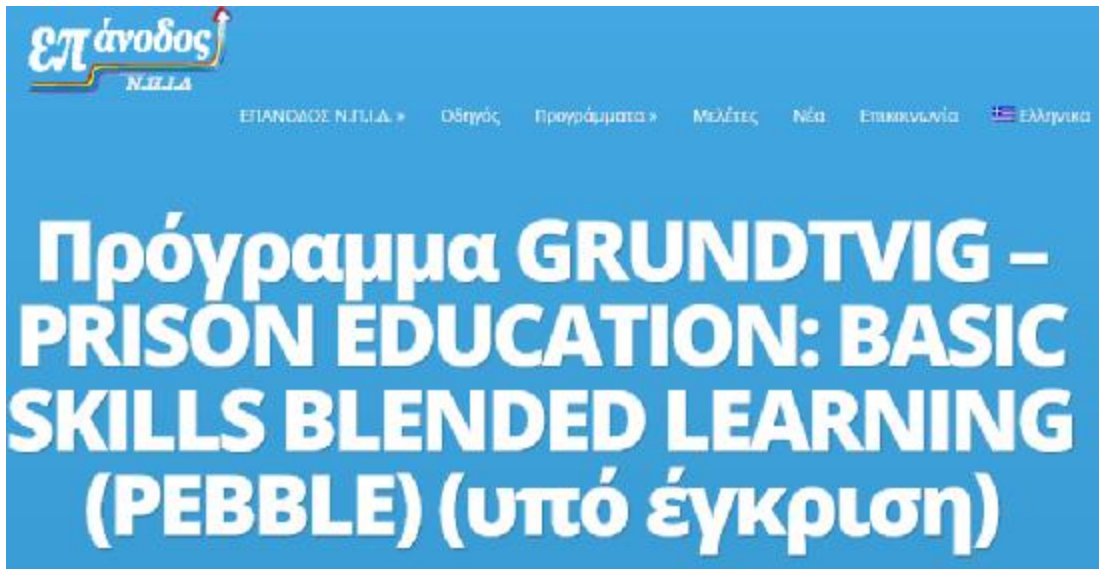 επάνοδος
Ν.Π.Ι.Δ
ΕΠΑΝΟΔΟΣ Ν.Π.Ι.Δ. » Οδηγός Προγράμματα » Μελέτες Νέα Επικοινωνία Ελληνικα
Πρόγραμμα GRUNDTVIG –
PRISON EDUCATION: BASIC
SKILLS BLENDED LEARNING
(PEBBLE) (υπό έγκριση)